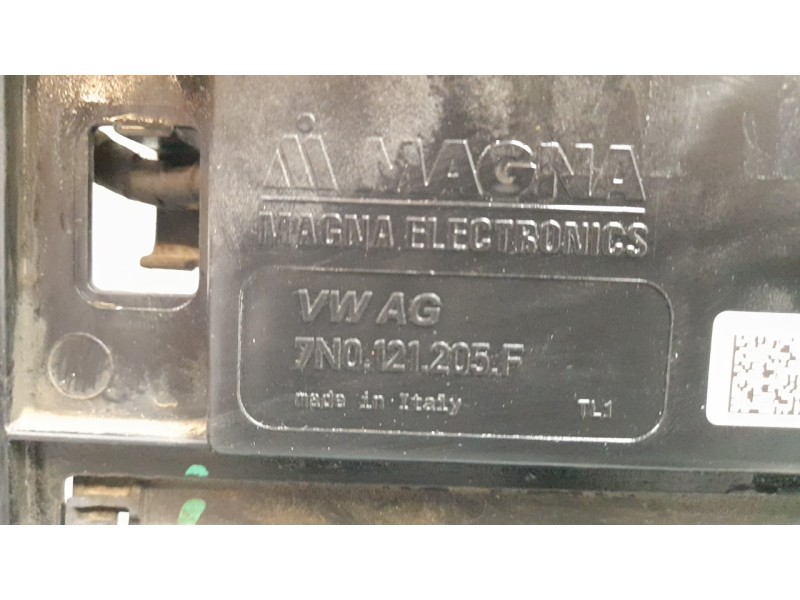 MAGNA
MAGNA ELECTRONICS
VW AG
7N0.121.205.F
made in Italy
TL1